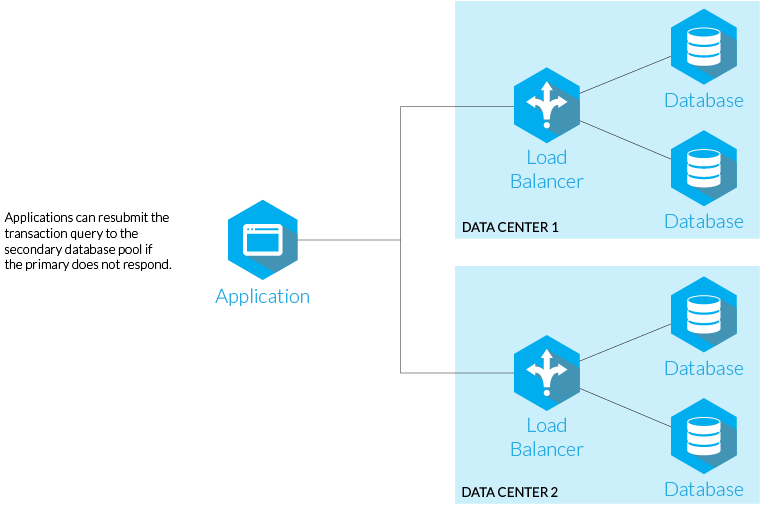 Database
Load
Balancer
Database
DATA CENTER 1
Applications can resubmit the
transaction query to the
secondary database pool if
the primary does not respond.
Application
Database
Load
Balancer
Database
DATA CENTER 2